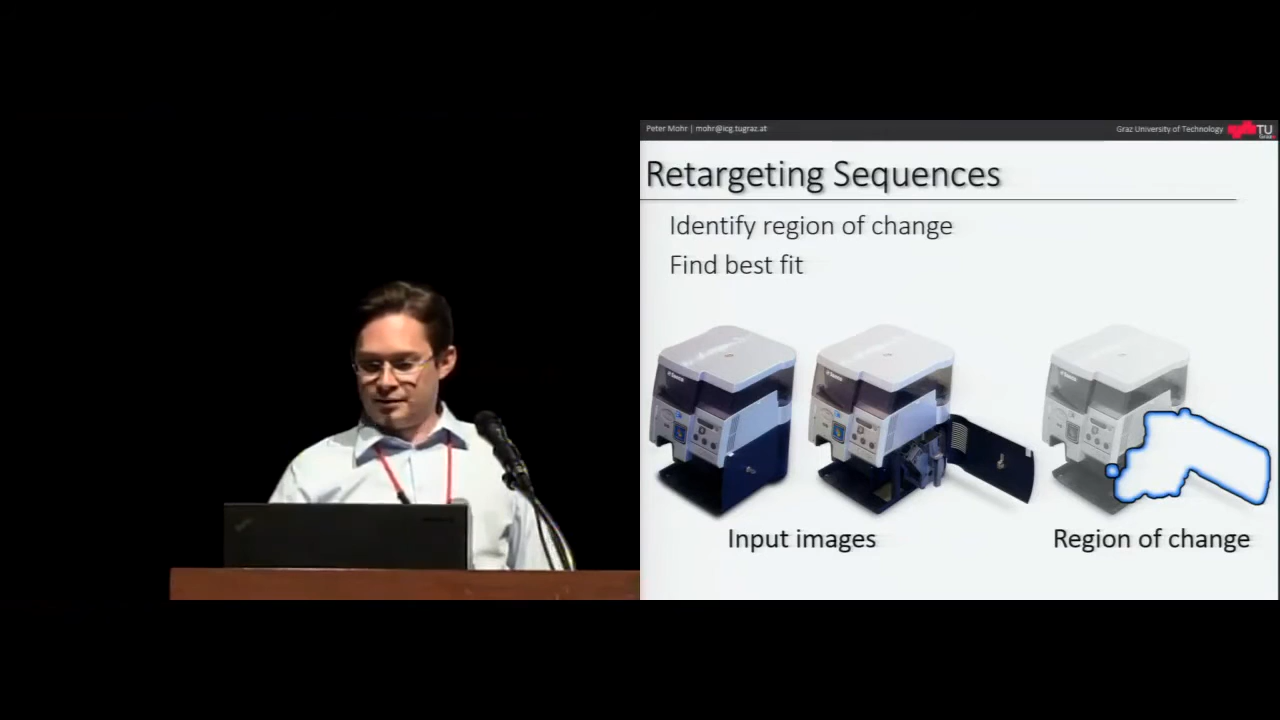 Peter Mohr | mohr@icg.tugraz.at
Graz University of Technology
TU
Retargeting Sequences
Identify region of change
Find best fit
Input images
Region of change